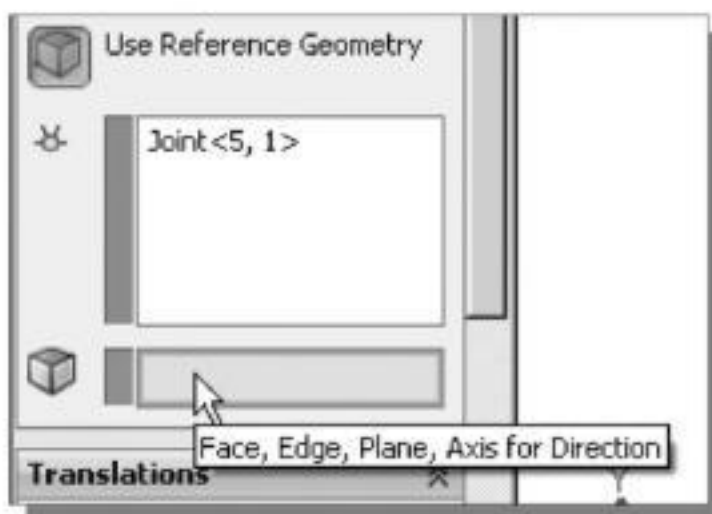 Use Reference Geometry
Joint<5, 1>
Face, Edge, Plane, Axis for Direction
Translations
Y